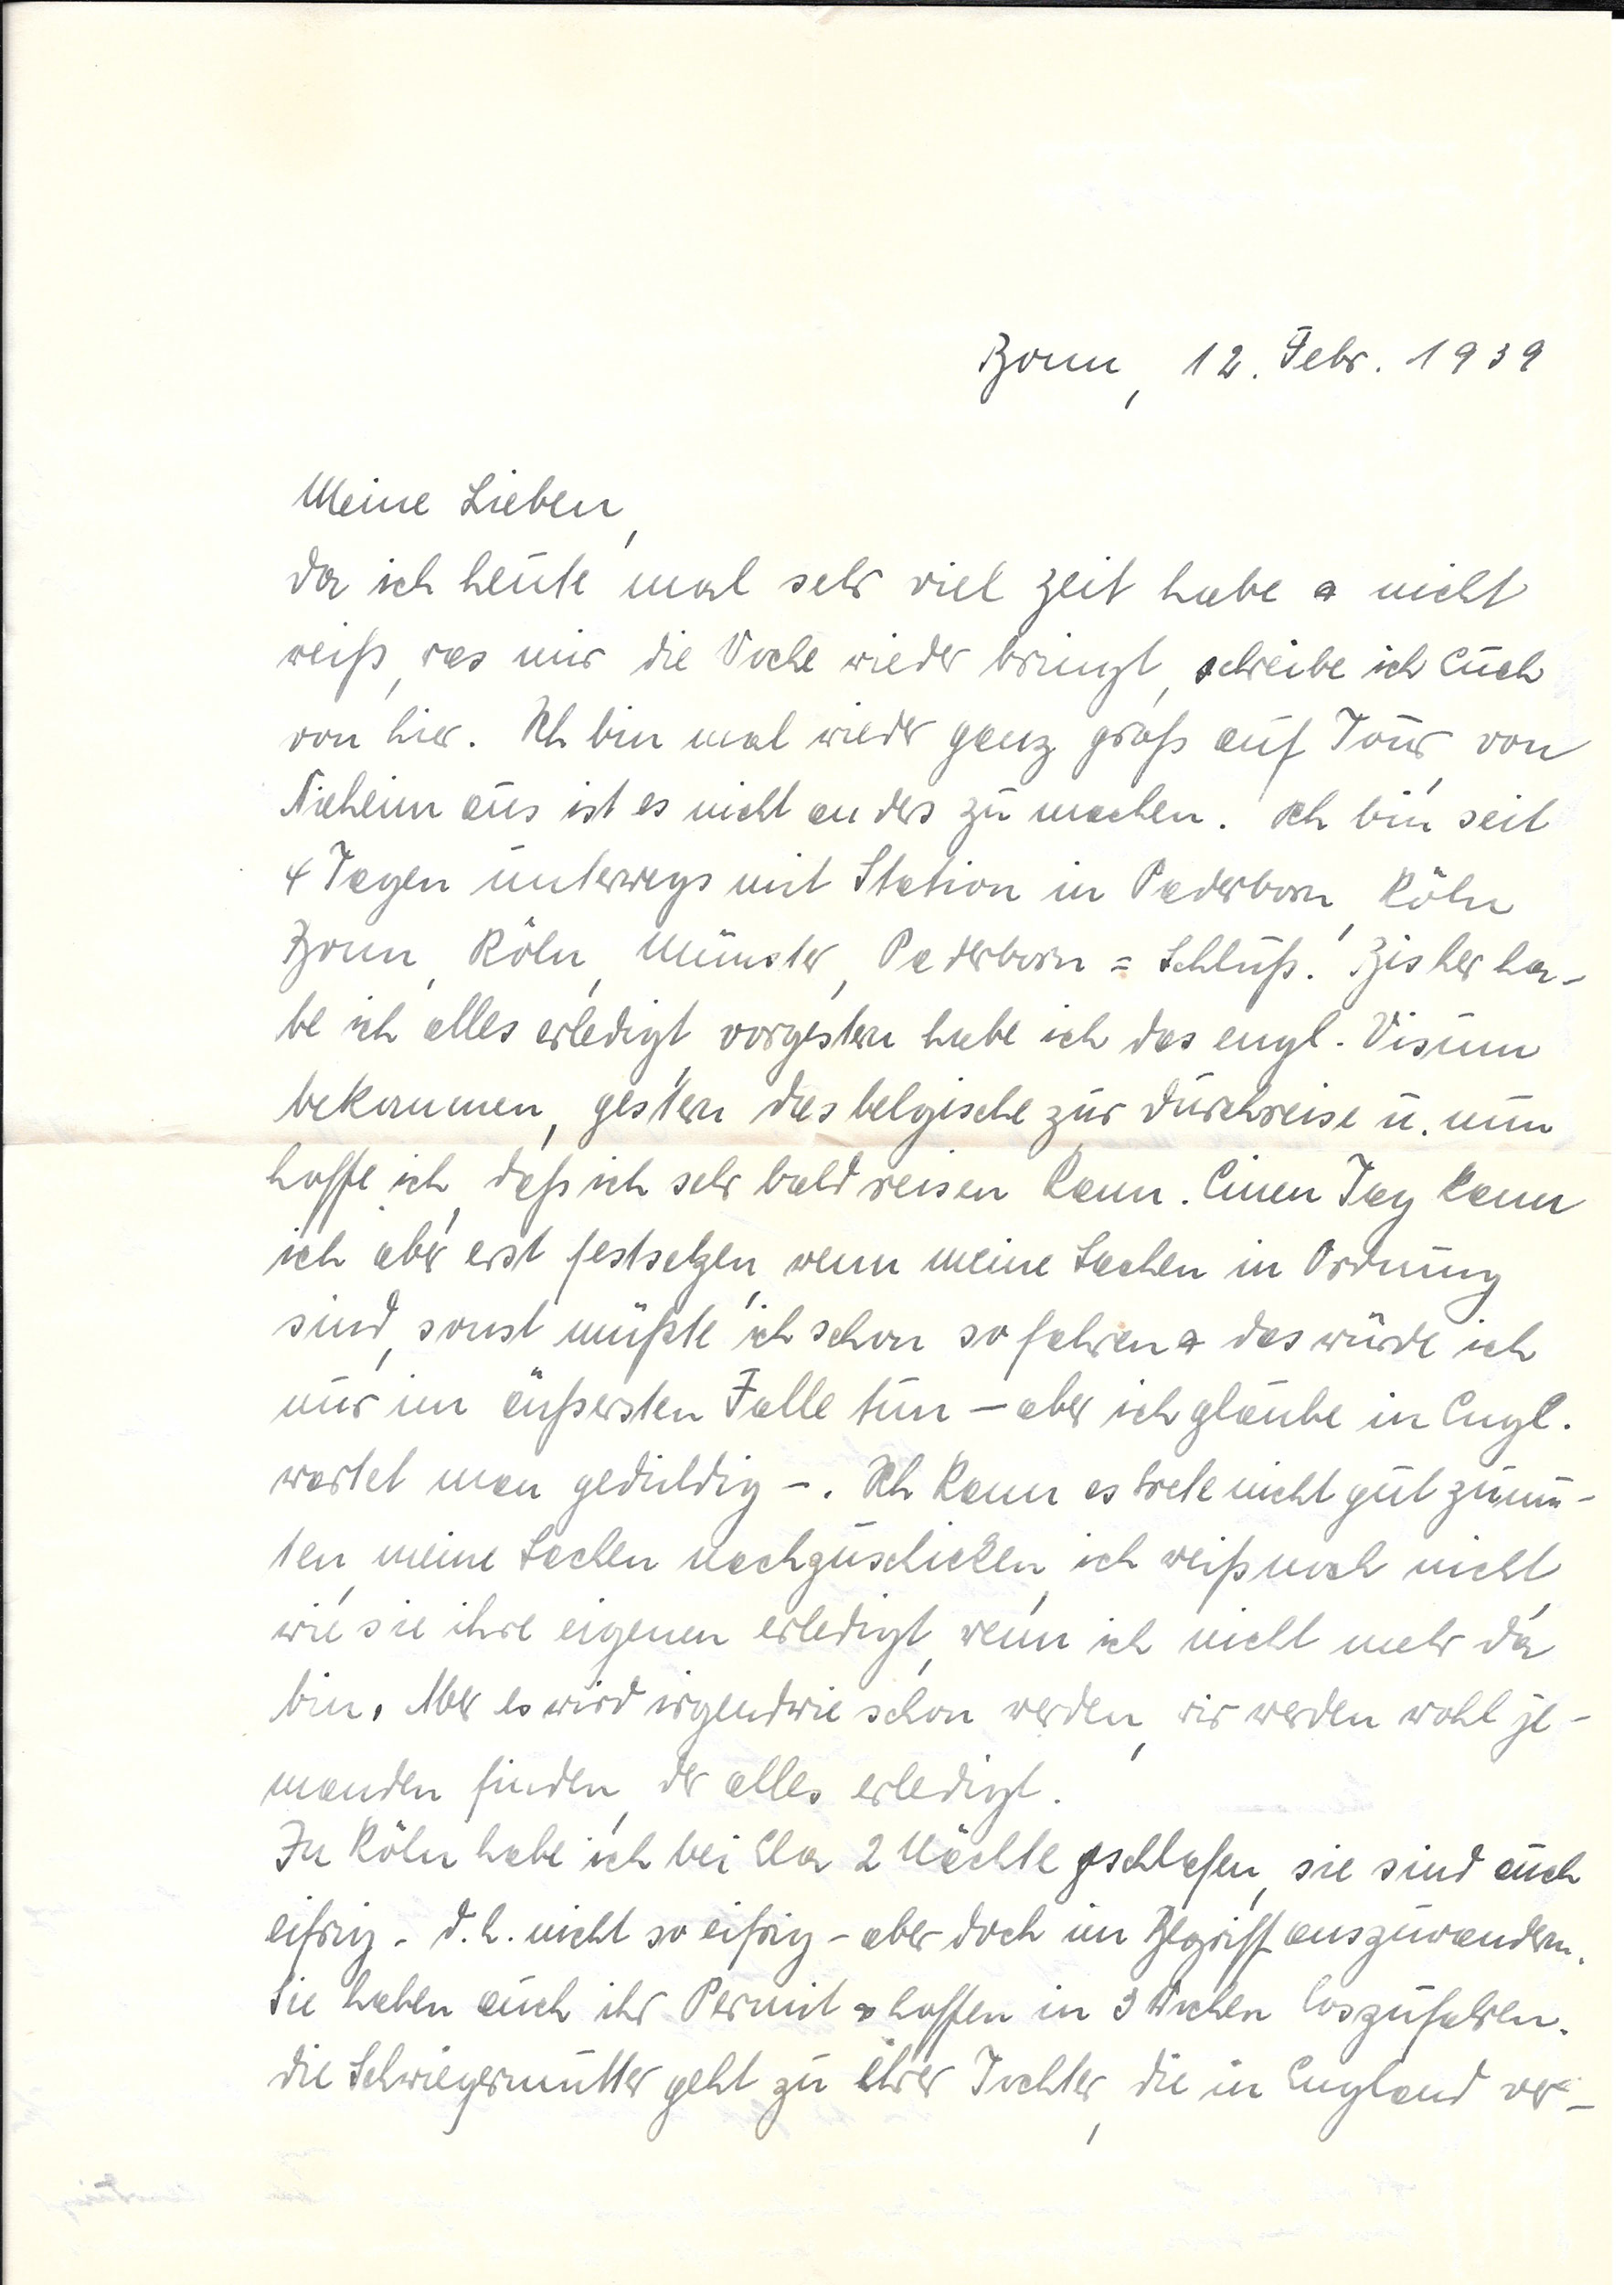 Bonn, 12. Febr. 1939
Meine Lieben,
da ich heute mal sehr viel Zeit habe & nicht
weiß, was mir die Woche wieder bringt, schreibe ich Euch
von hier. Ich bin mal wieder ganz groß auf Tour, von
Nieheim aus ist es nicht anders zu machen. Ich bin seit
4 Tagen unterwegs mit Station in Paderborn, Köln
Bonn, Köln, Münster, Paderborn = Schluß. Bisher ha-
be ich alles erledigt, vorgestern habe ich das engl. Visum
bekommen, gestern das belgische zur Durchreise u. nun
hoffe ich, daß ich sehr bald reisen kann. Einen Tag kann
ich aber erst festsetzen, wenn meine Sachen in Ordnung
sind, sonst müßte ich schon so fahren & das würde ich
nur im äußersten Falle tun – aber ich glaube in Engl.
wartet man geduldig –. Ich kann es Grete nicht gut zumu-
ten, meine Sachen nachzuschicken, ich weiß noch nicht,
wie sie ihre eigenen erledigt, wenn ich nicht mehr da
bin. Aber es wird irgendwie schon werden, wir werden wohl je-
manden finden, der alles erledigt.
In Köln habe ich bei Ela 2 Nächte geschlafen, sie sind auch
eifrig - d.h. nicht so eifrig – aber doch im Begriff auszuwandern.
Sie haben auch ihr Permit & hoffen in 3 Wochen loszufahren.
die Schwiegermutter geht zu ihrer Tochter, die in England ver-